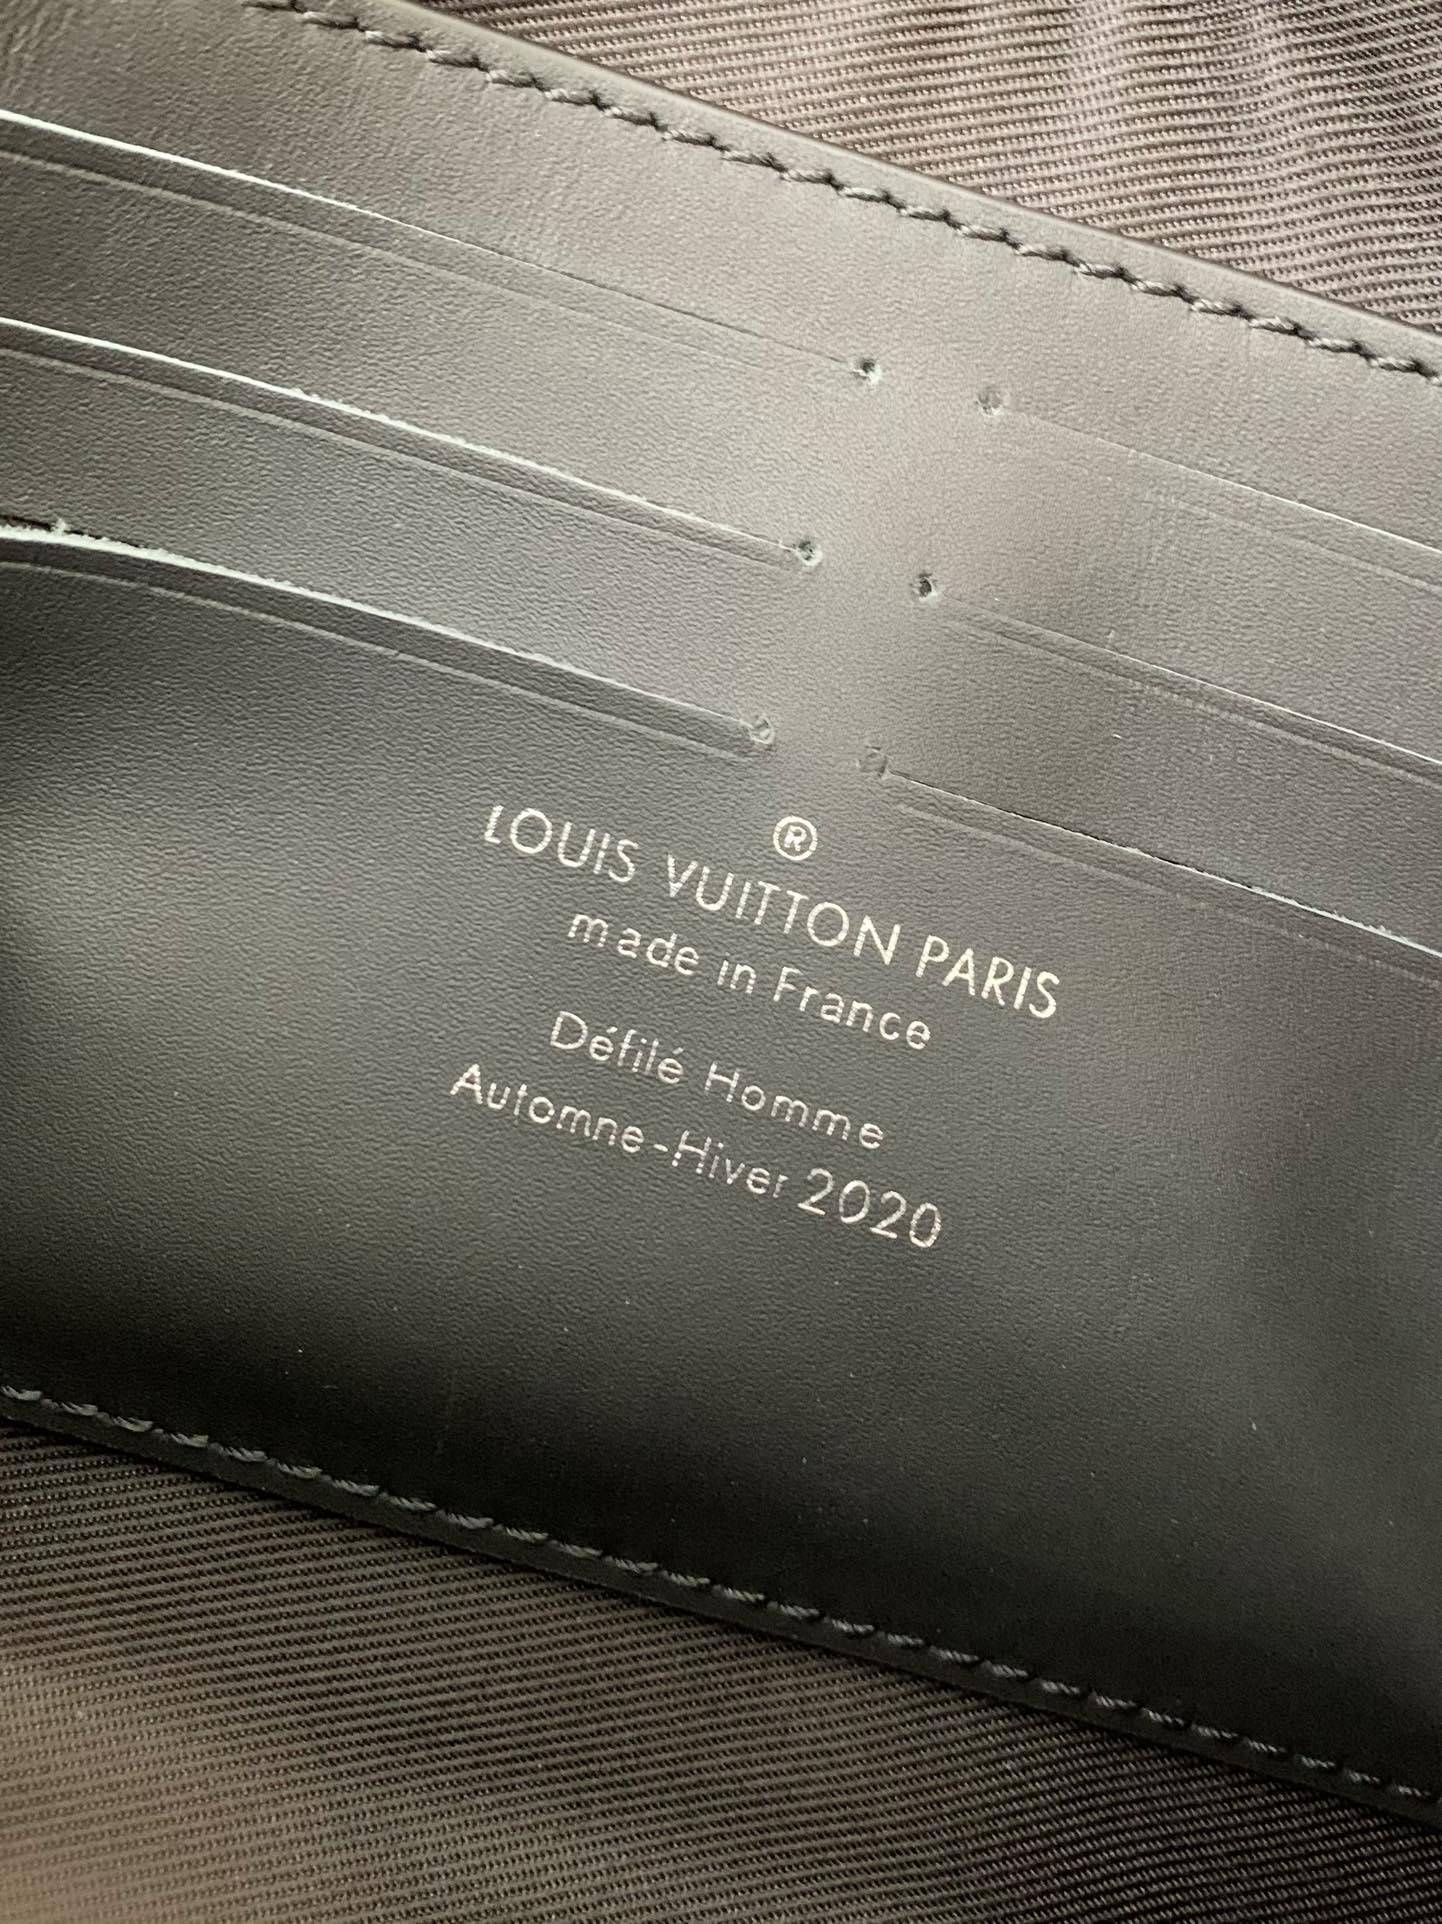 ®
LOUIS VUITTON PARIS
made in France
Défilé Homme
Automne-Hiver 2020